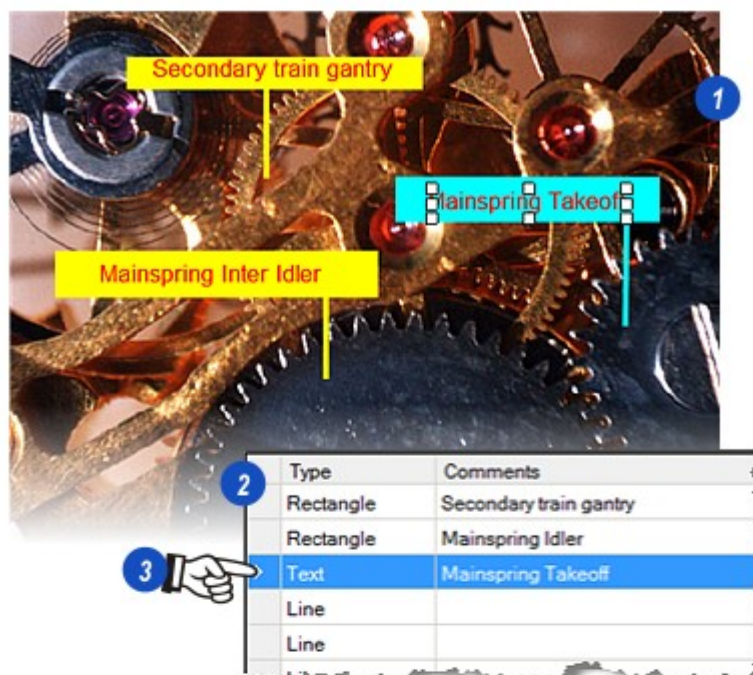 Secondary train gantry
1
Mainspring Takeoff
Mainspring Inter Idler
2
Type Comments
Rectangle Secondary train gantry
Rectangle Mainspring Idler
3
Text Mainspring Takeoff
Line
Line